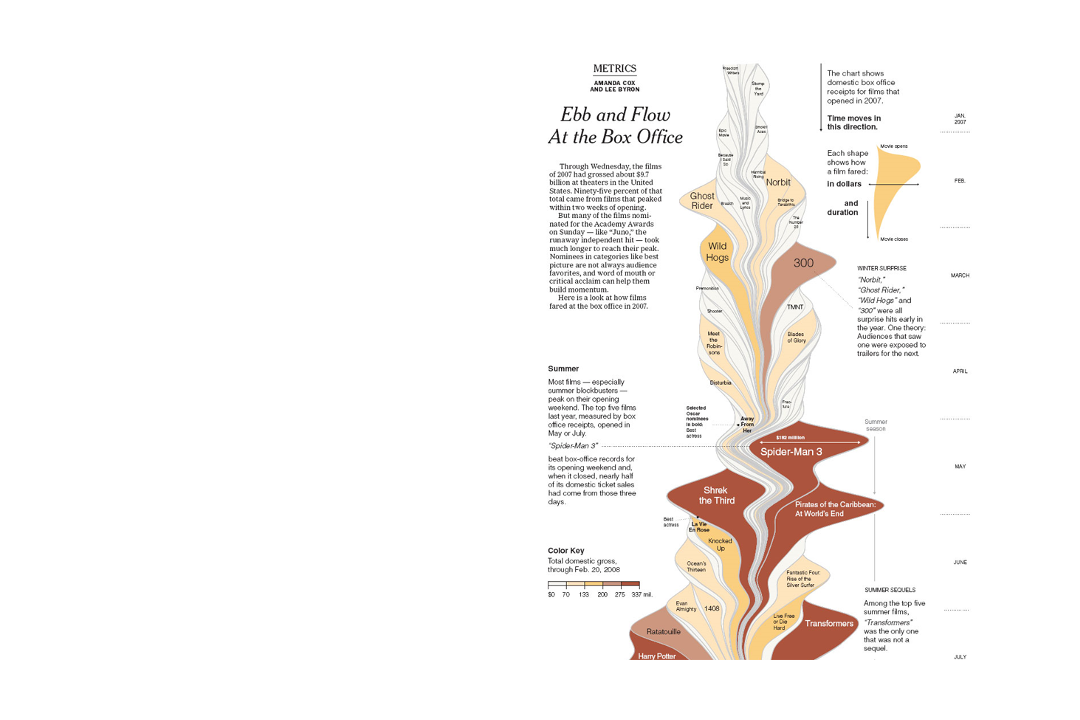 METRICS
AMANDA COX
AND LEE BYRON
Ebb and Flow
At the Box Office
Through Wednesday, the films
of 2007 had grossed about $9.7
billion at theaters in the United
States. Ninety-five percent of that
total came from films that peaked
within two weeks of opening.
But many of the films nomi-
nated for the Academy Awards
on Sunday — like “Juno,” the
runaway independent hit — took
much longer to reach their peak.
Nominees in categories like best
picture are not always audience
favorites, and word of mouth or
critical acclaim can help them
build momentum.
Here is a look at how films
fared at the box office in 2007.
Summer
Most films — especially
summer blockbusters —
peak on their opening
weekend. The top five films
last year, measured by box
office receipts, opened in
May or July.
“Spider-Man 3”
beat box-office records for
its opening weekend and,
when it closed, nearly half
of its domestic ticket sales
had come from those three
days.
Color Key
Total domestic gross,
through Feb. 20, 2008
$0 70 133 200 275 337 mil.
Freedom
Writers
Stomp
the
Yard
Epic
Movie
Smokin'
Aces
Because
I Said
So
Hannibal
Rising
Norbit
Ghost
Rider
Breach
Music
and
Lyrics
Bridge to
Terabithia
The
Number
23
Wild
Hogs
300
Premonition
Shooter
TMNT
Meet
the
Robin-
sons
Blades
of Glory
Disturbia
Frac-
ture
Selected
Oscar
nominees
in bold:
Best
actress
Away
From
Her
Spider-Man 3
Shrek
the Third
Pirates of the Caribbean:
At World's End
Best
actress
La Vie
En Rose
Knocked
Up
Ocean's
Thirteen
Fantastic Four:
Rise of the
Silver Surfer
Evan
Almighty
1408
Live Free
or Die
Hard
Transformers
Ratatouille
Harry Potter
The chart shows
domestic box office
receipts for films that
opened in 2007.
Time moves in
this direction.
Each shape
shows how
a film fared:
in dollars
and
duration
Movie opens
Movie closes
WINTER SURPRISE
“Norbit,”
“Ghost Rider,”
“Wild Hogs” and
“300” were all
surprise hits early in
the year. One theory:
Audiences that saw
one were exposed to
trailers for the next.
Summer
season
SUMMER SEQUELS
Among the top five
summer films,
“Transformers”
was the only one
that was not a
sequel.
JAN.
2007
FEB.
MARCH
APRIL
MAY
JUNE
JULY